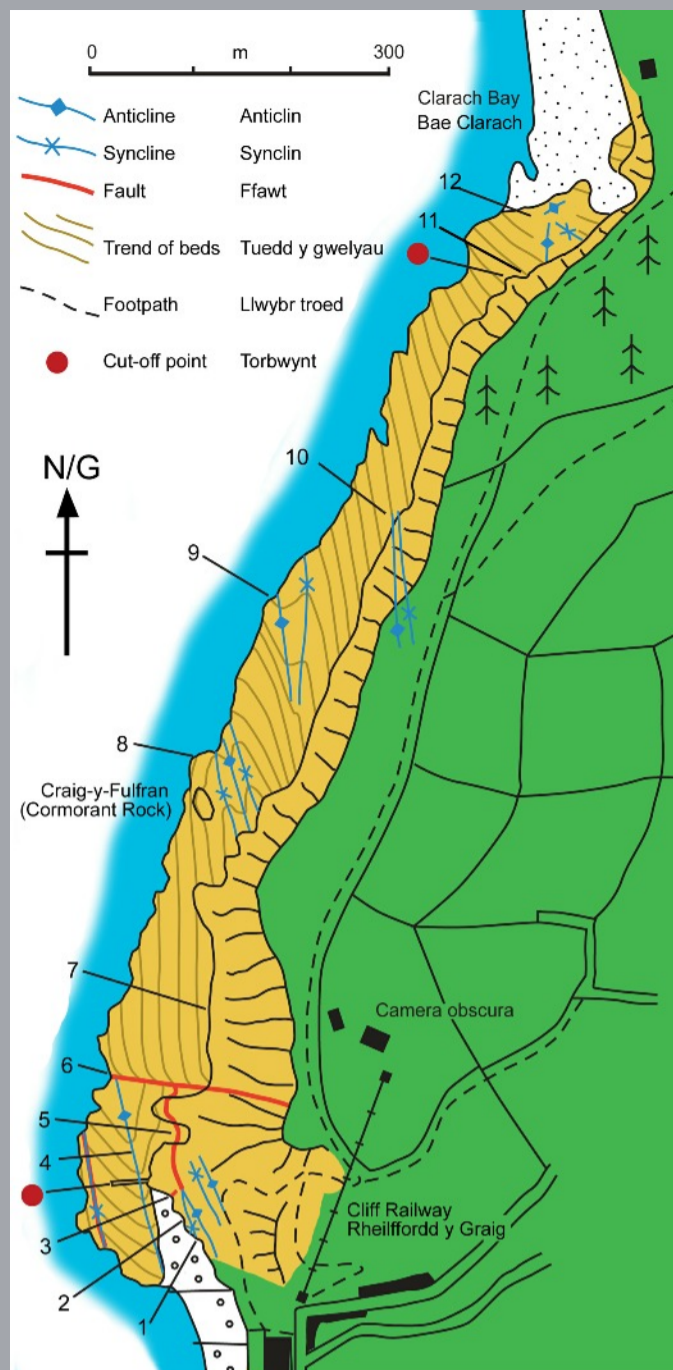 0 m 300
Clarach Bay
Bae Clarach
Anticline Anticlin
Syncline Synclin
Fault Ffawt
Trend of beds Tuedd y gwelyau
Footpath Llwybr troed
Cut-off point Torbwynt
12
11
N/G
10
9
8
Craig-y-Fulfran
(Cormorant Rock)
7
Camera obscura
6
5
4
Cliff Railway
Rheilffordd y Graig
3
2
1